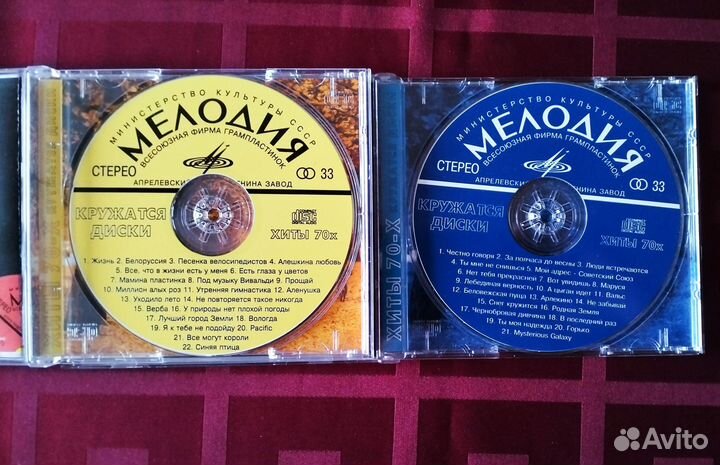 МИНИСТЕРСТВО КУЛЬТУРЫ СССР
МЕЛОДИЯ
ВСЕСОЮЗНАЯ ФИРМА ГРАМПЛАСТИНОК
СТЕРЕО
33
АПРЕЛЕВСКИ НИНА ЗАВОД
КРУЖАТСЯ
ДИСКИ
ХИТЫ 70х
1. Жизнь 2. Белоруссия 3. Песенка велосипедистов 4. Алешкина любовь
5. Все, что в жизни есть у меня 6. Есть глаза у цветов
7. Мамина пластинка 8. Под музыку Вивальди 9. Прощай
10. Миллион алых роз 11. Утренняя гимнастика 12. Аленушка
13. Уходило лето 14. Не повторяется такое никогда
15. Верба 16. У природы нет плохой погоды
17. Лучший город Земли 18. Вологда
19. Я к тебе не подойду 20. Pacific
21. Все могут короли
22. Синяя птица
МИНИСТЕРСТВО КУЛЬТУРЫ СССР
МЕЛОДИЯ
ВСЕСОЮЗНАЯ ФИРМА ГРАМПЛАСТИНОК
СТЕРЕО
33
АПРЕЛЕВСКИЙ ЕНИНА ЗАВОД
КРУЖАТСЯ
ДИСКИ
ХИТЫ 70х
1. Честно говоря 2. За полчаса до весны 3. Люди встречаются
4. Ты мне не снишься 5. Мой адрес - Советский Союз
6. Нет тебя прекрасней 7. Вот увидишь 8. Маруся
9. Лебединая верность 10. А цыган идет 11. Вальс
12. Беловежская пуща 13. Арлекино 14. Не забывай
15. Снег кружится 16. Родная Земля
17. Чернобровая дивчина 18. В последний раз
19. Ты моя надежда 20. Горько
21. Mysterious Galaxy
ХИТЫ 70-Х
Avito